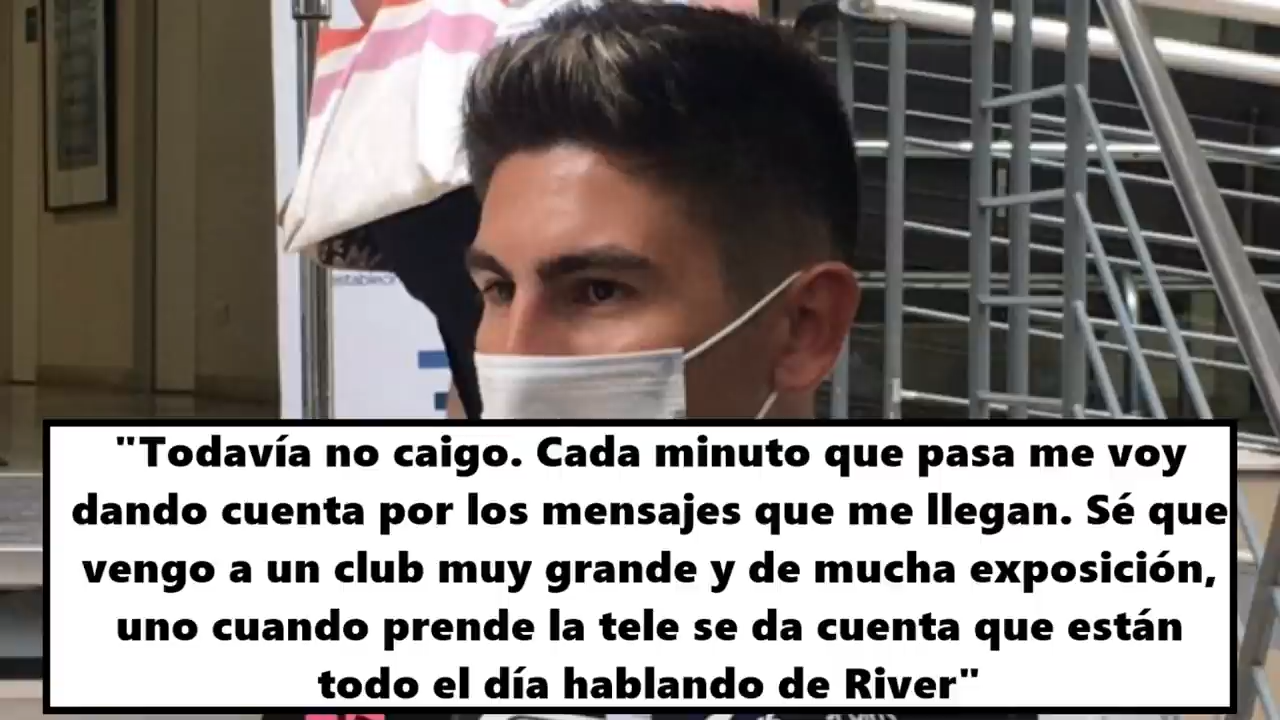 "Todavía no caigo. Cada minuto que pasa me voy
dando cuenta por los mensajes que me llegan. Sé que
vengo a un club muy grande y de mucha exposición,
uno cuando prende la tele se da cuenta que están
todo el día hablando de River"